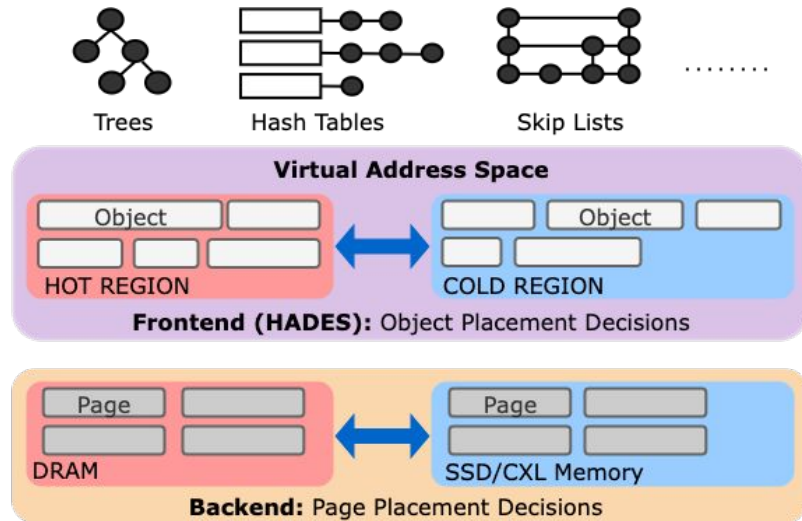 Trees
Hash Tables
Skip Lists
........
Virtual Address Space
Object
Object
HOT REGION
COLD REGION
Frontend (HADES): Object Placement Decisions
Page
Page
DRAM
SSD/CXL Memory
Backend: Page Placement Decisions